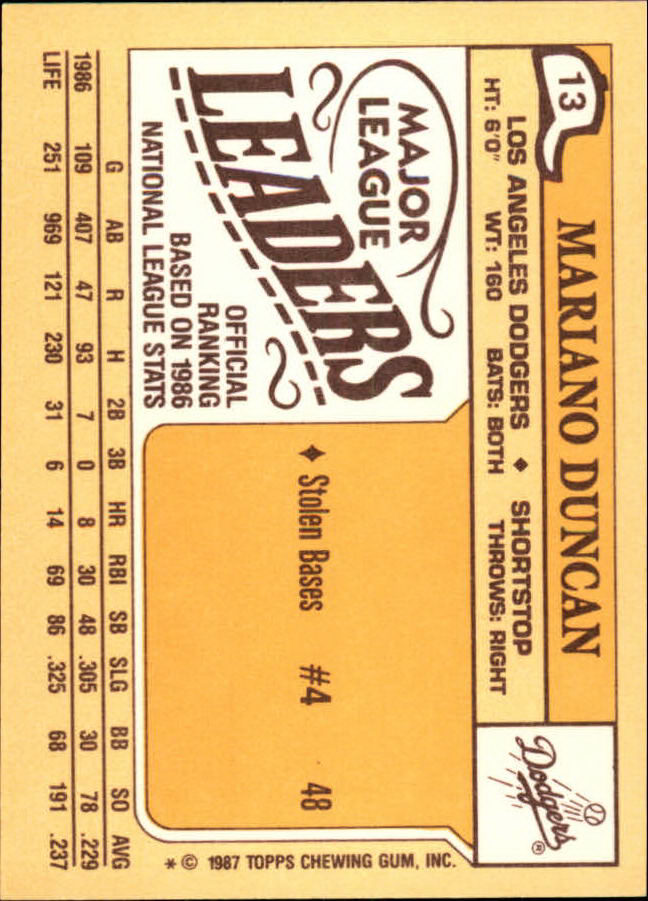 13
MARIANO DUNCAN
LOS ANGELES DODGERS ◆ SHORTSTOP
HT: 6'0" WT: 160 BATS: BOTH THROWS: RIGHT
Dodgers®
MAJOR
LEAGUE
LEADERS
OFFICIAL
RANKING
BASED ON 1986
NATIONAL LEAGUE STATS
◆ Stolen Bases #4 48
* © 1987 TOPPS CHEWING GUM, INC.
G AB R H 2B 3B HR RBI SB SLG BB SO AVG
1986 109 407 47 93 7 0 8 30 48 .305 30 78 .229
LIFE 251 969 121 230 31 6 14 69 86 .325 68 191 .237